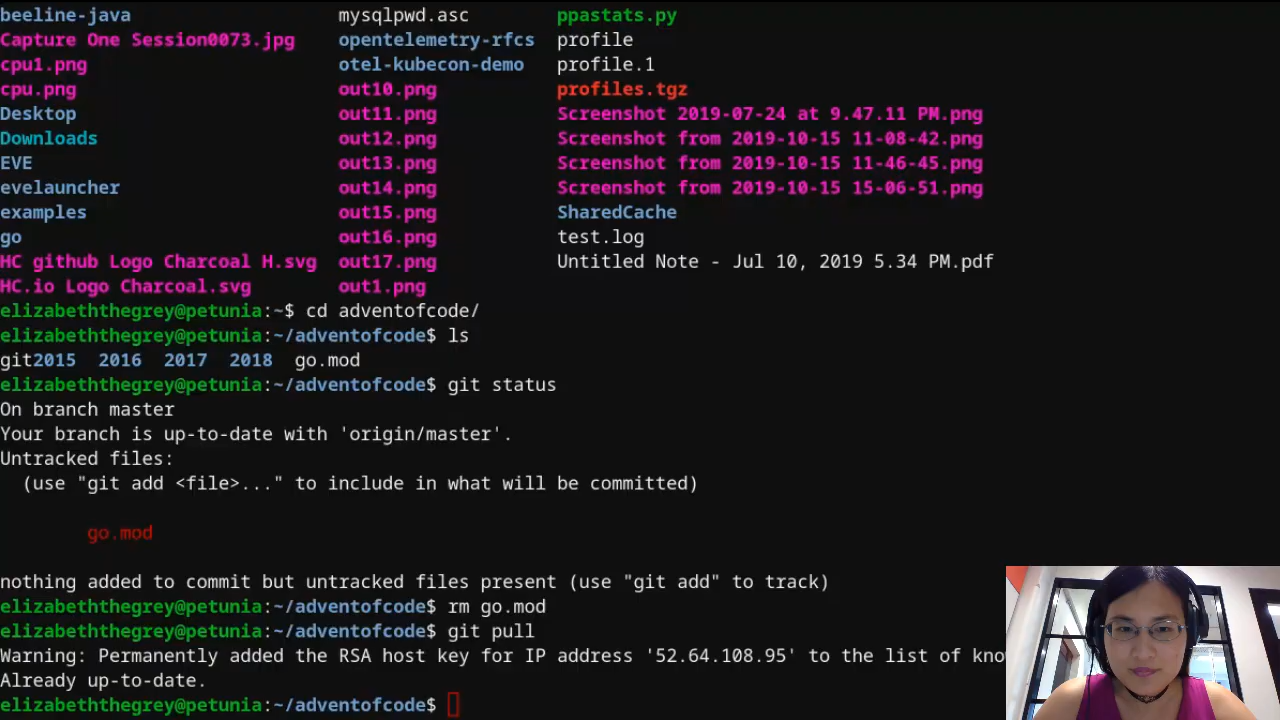 beeline-java mysqlpwd.asc ppastats.py
Capture One Session0073.jpg opentelemetry-rfcs profile
cpu1.png otel-kubecon-demo profile.1
cpu.png out10.png profiles.tgz
Desktop out11.png Screenshot 2019-07-24 at 9.47.11 PM.png
Downloads out12.png Screenshot from 2019-10-15 11-08-42.png
EVE out13.png Screenshot from 2019-10-15 11-46-45.png
evelauncher out14.png Screenshot from 2019-10-15 15-06-51.png
examples out15.png SharedCache
go out16.png test.log
HC github Logo Charcoal H.svg out17.png Untitled Note - Jul 10, 2019 5.34 PM.pdf
HC.io Logo Charcoal.svg out1.png
elizabeththegrey@petunia:~$ cd adventofcode/
elizabeththegrey@petunia:~/adventofcode$ ls
git2015 2016 2017 2018 go.mod
elizabeththegrey@petunia:~/adventofcode$ git status
On branch master
Your branch is up-to-date with 'origin/master'.
Untracked files:
(use "git add <file>..." to include in what will be committed)
go.mod
nothing added to commit but untracked files present (use "git add" to track)
elizabeththegrey@petunia:~/adventofcode$ rm go.mod
elizabeththegrey@petunia:~/adventofcode$ git pull
Warning: Permanently added the RSA host key for IP address '52.64.108.95' to the list of kno
Already up-to-date.
elizabeththegrey@petunia:~/adventofcode$